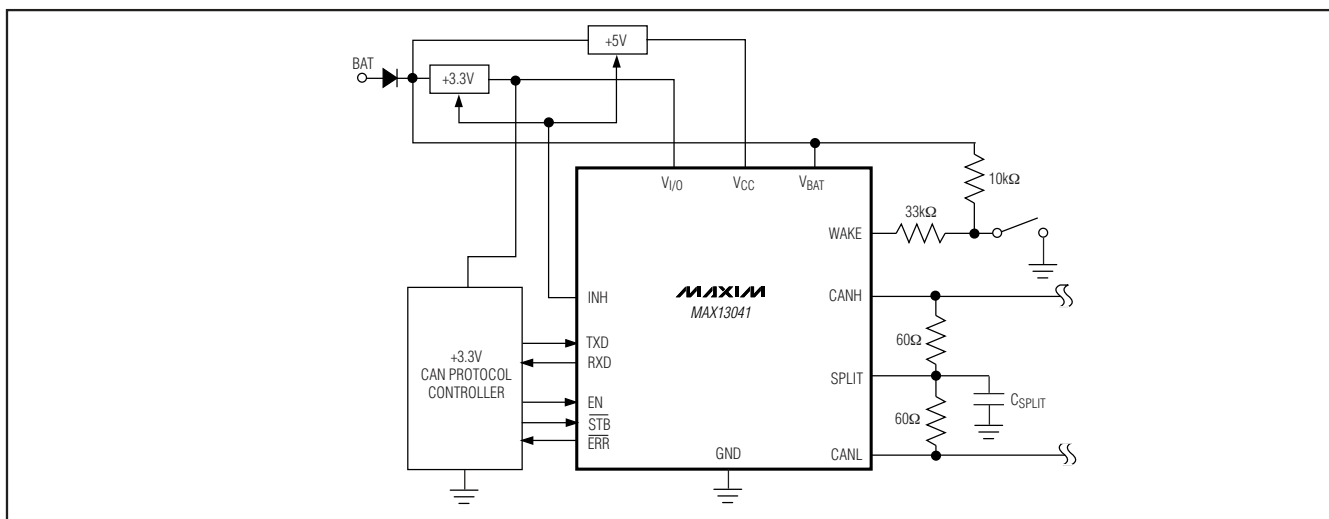 +5V
BAT
+3.3V
V_I/O
V_CC
V_BAT
10kΩ
33kΩ
WAKE
MAXIM
MAX13041
INH
CANH
TXD
RXD
60Ω
+3.3V
CAN PROTOCOL
CONTROLLER
SPLIT
C_SPLIT
EN
STB
ERR
60Ω
GND
CANL